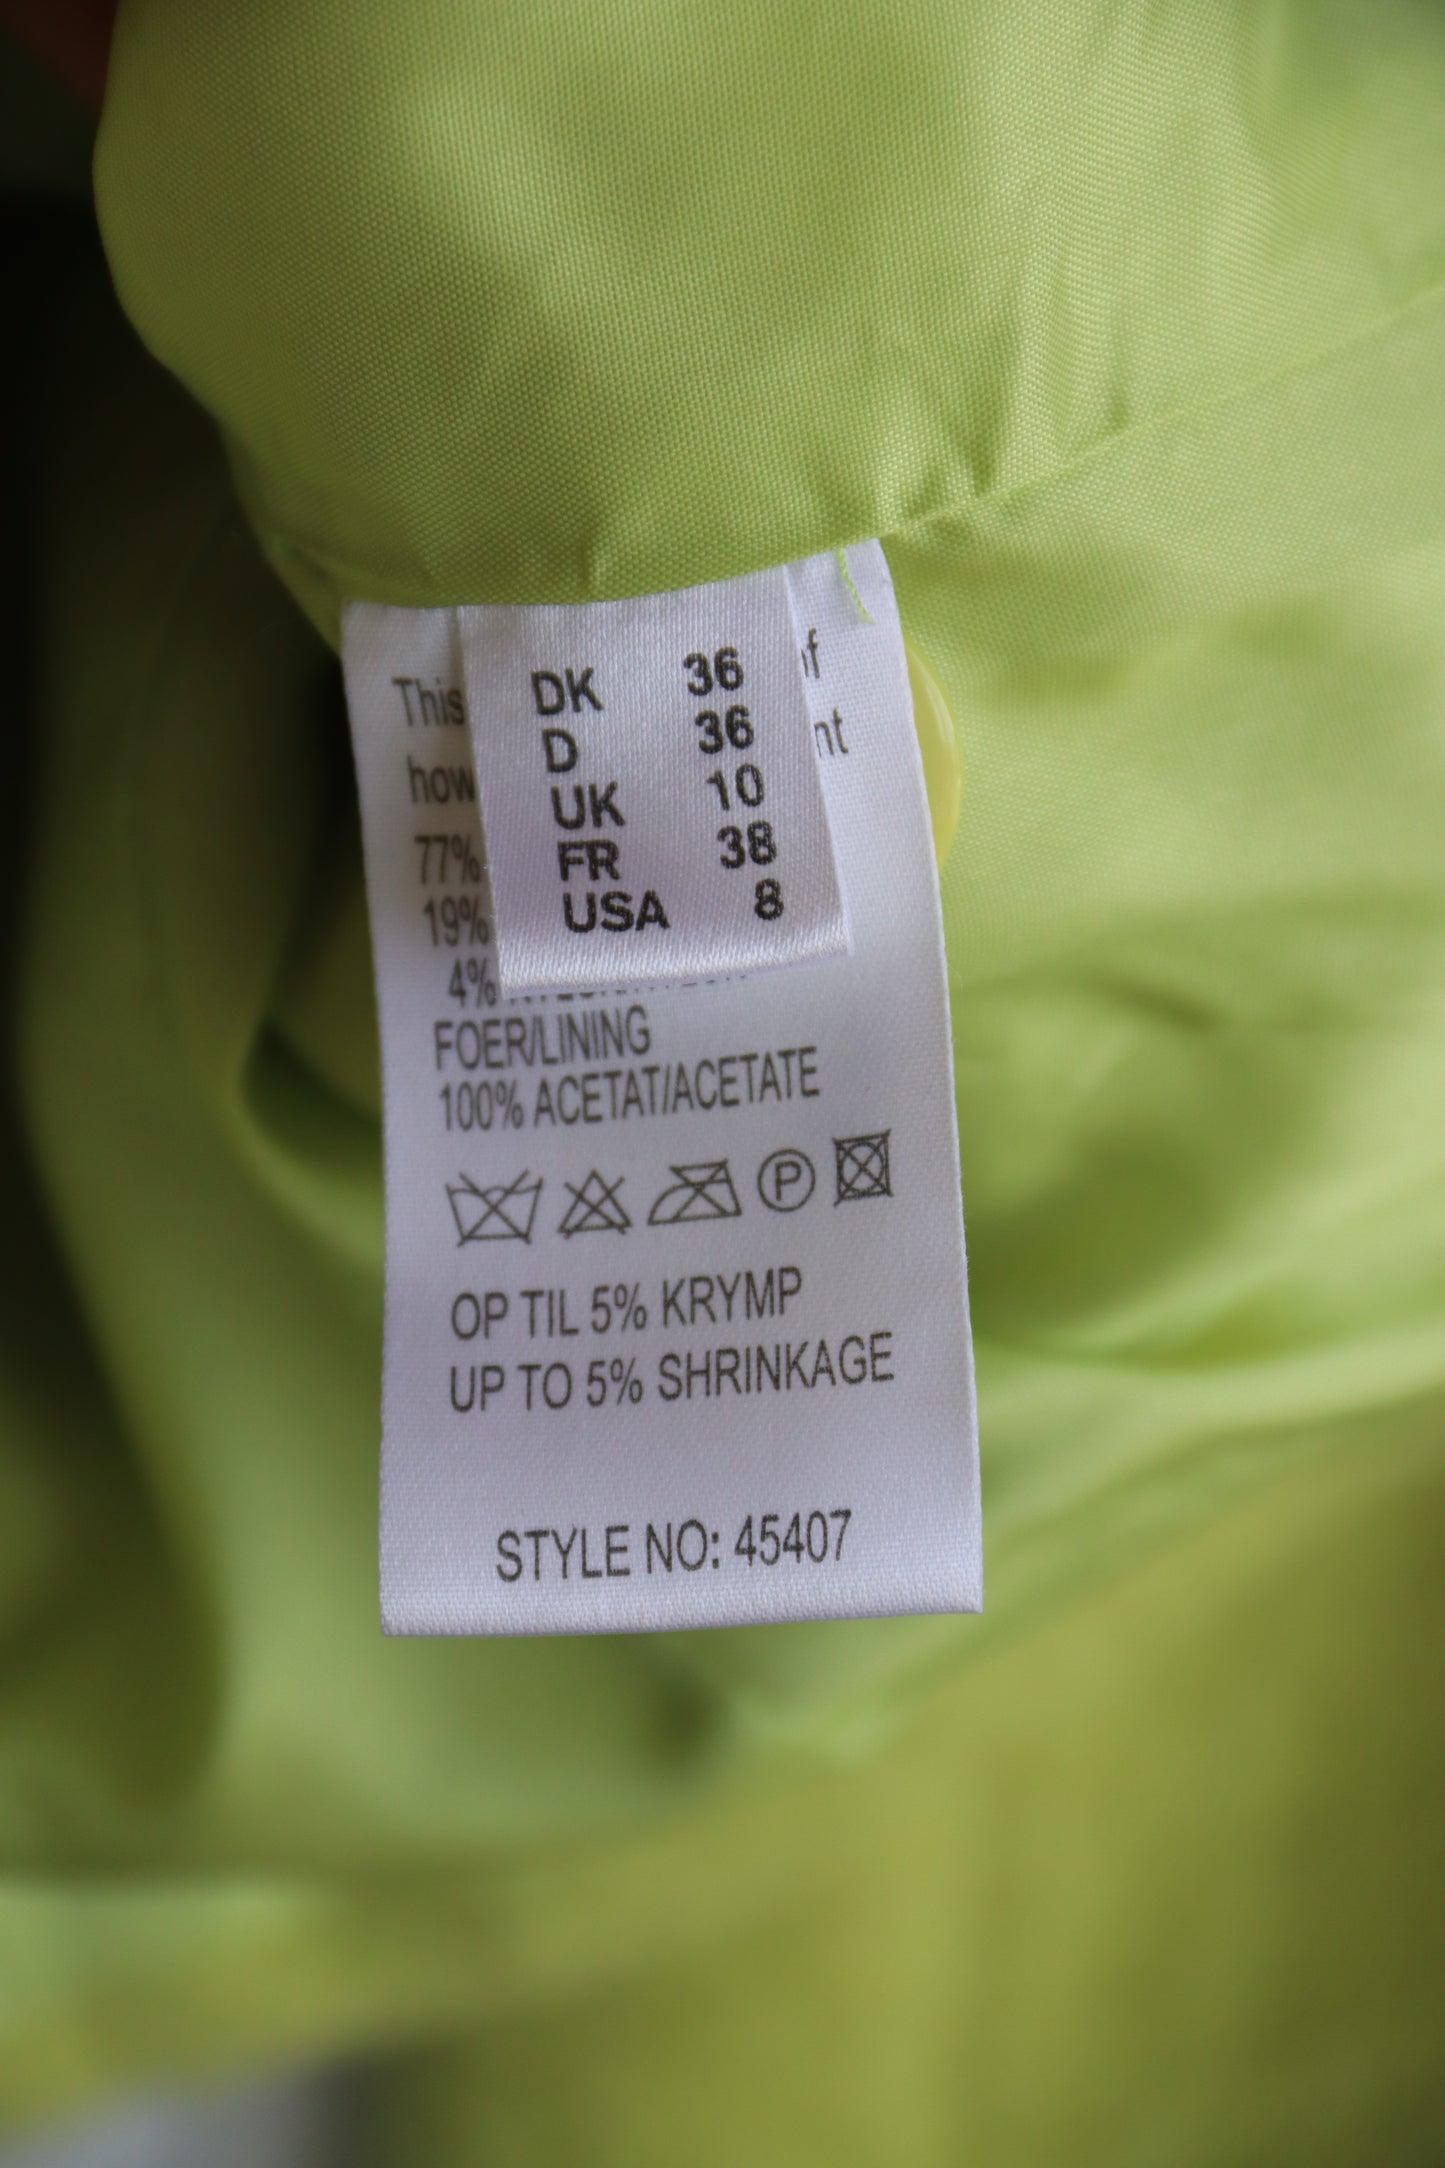 DK 36
D 36
UK 10
FR 38
USA 8
This
how
77%
19%
4%
FOER/LINING
100% ACETAT/ACETATE
P
OP TIL 5% KRYMP
UP TO 5% SHRINKAGE
STYLE NO: 45407